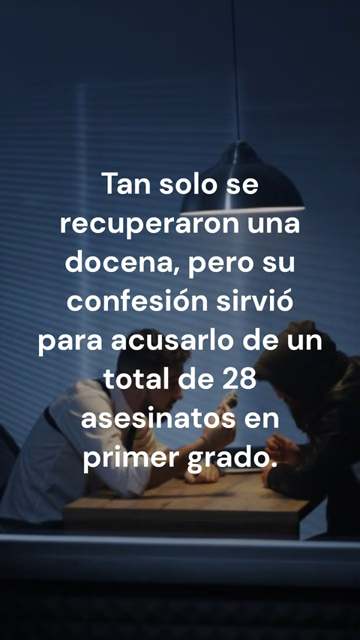 Tan solo se
recuperaron una
docena, pero su
confesión sirvió
para acusarlo de un
total de 28
asesinatos en
primer grado.